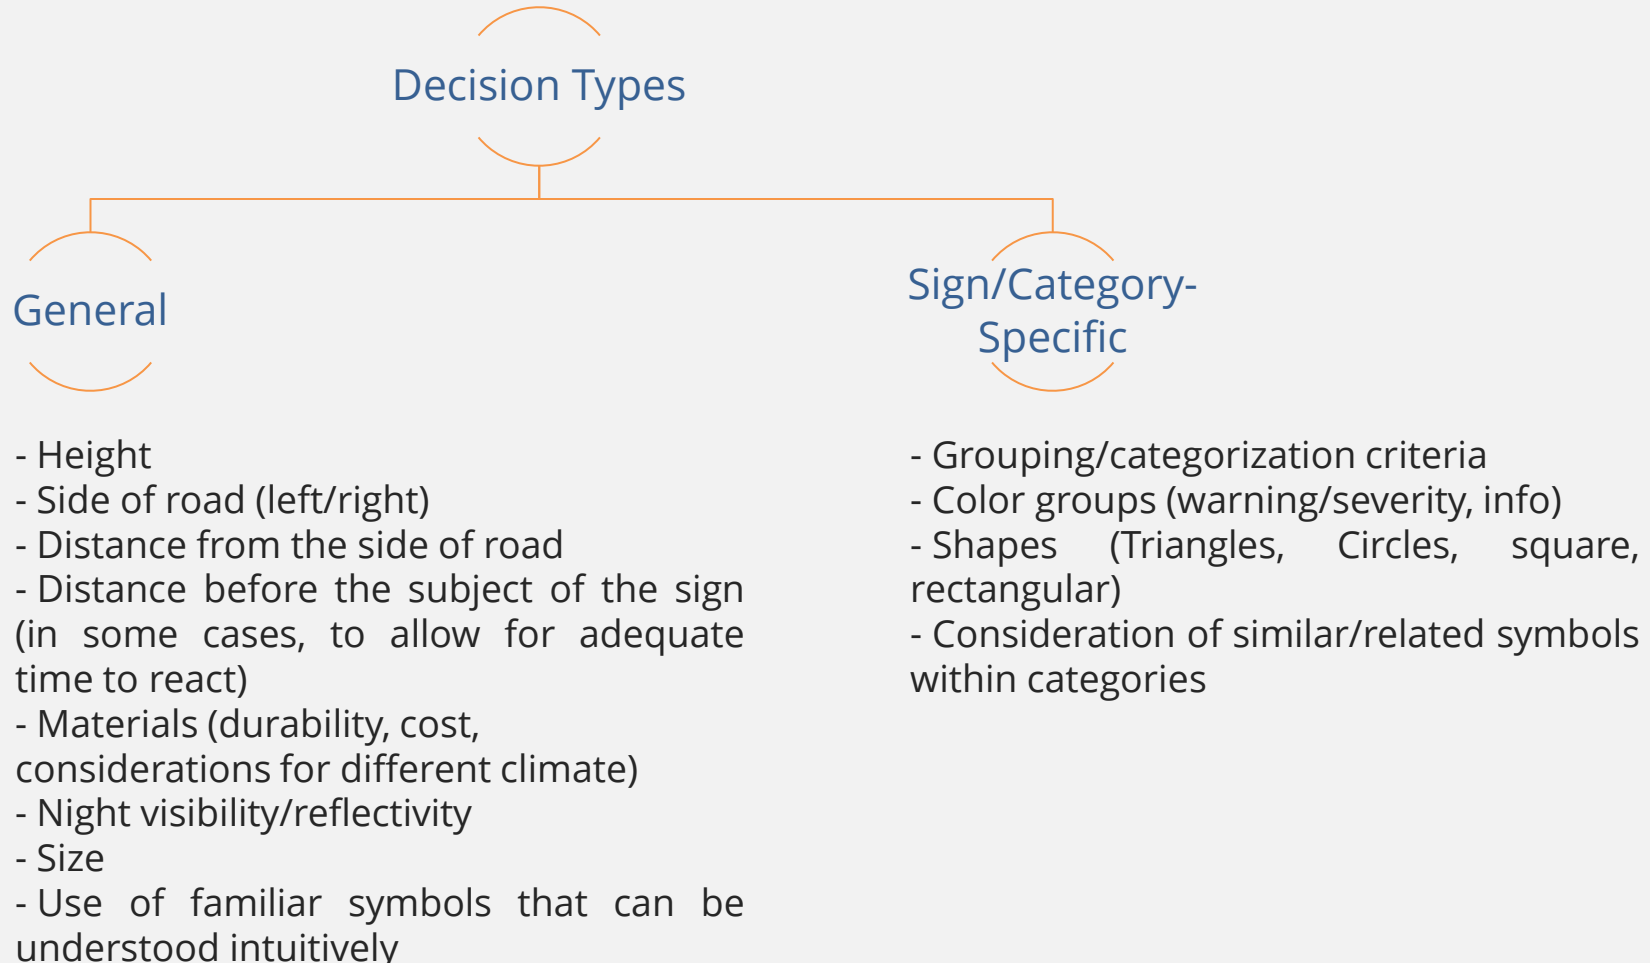 Decision Types
General
Sign/Category-
Specific
- Height
- Side of road (left/right)
- Distance from the side of road
- Distance before the subject of the sign
(in some cases, to allow for adequate
time to react)
- Materials (durability, cost,
considerations for different climate)
- Night visibility/reflectivity
- Size
- Use of familiar symbols that can be
understood intuitively
- Grouping/categorization criteria
- Color groups (warning/severity, info)
- Shapes (Triangles, Circles, square,
rectangular)
- Consideration of similar/related symbols
within categories